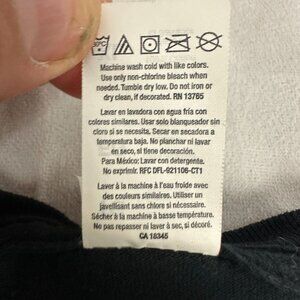 30°C
Machine wash cold with like colors.
Use only non-chlorine bleach when
needed. Tumble dry low. Do not iron or
dry clean, if decorated. RN 13765
Lavar en lavadora con agua fría con
colores similares. Usar solo blanqueador sin
cloro si es necesario. Secar en secadora a
temperatura baja. No planchar ni lavar
en seco, si tiene decoración.
Para México: Lavar con detergente.
No exprimir. RFC DFL-921106-CT1
Laver à la machine à l'eau froide avec
des couleurs similaires. Utiliser un
javellisant sans chlore si nécessaire.
Sécher à la machine à basse température.
Ne pas repasser ni laver à sec, si décoré.
CA 18345